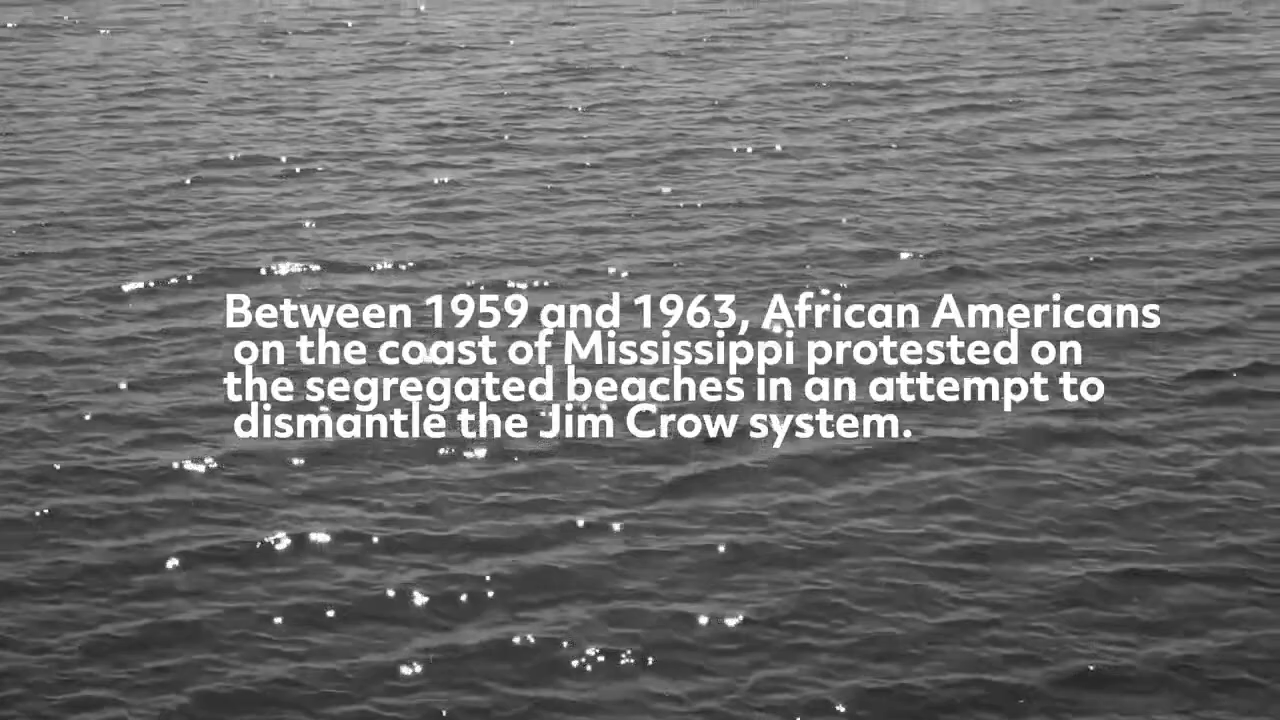 Between 1959 and 1963, African Americans
on the coast of Mississippi protested on
the segregated beaches in an attempt to
dismantle the Jim Crow system.